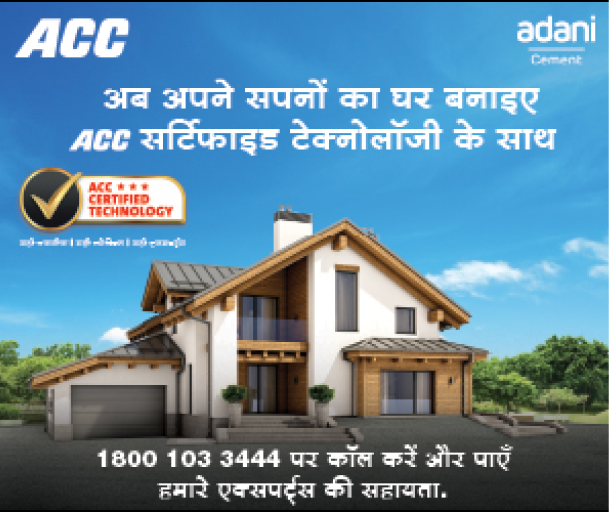 ACC
adani
Cement
अब अपने सपनों का घर बनाइए
ACC सर्टिफाइड टेक्नोलॉजी के साथ
ACC ★★★
CERTIFIED
TECHNOLOGY
1800 103 3444 पर कॉल करें और पाएँ
हमारे एक्सपर्ट्स की सहायता.